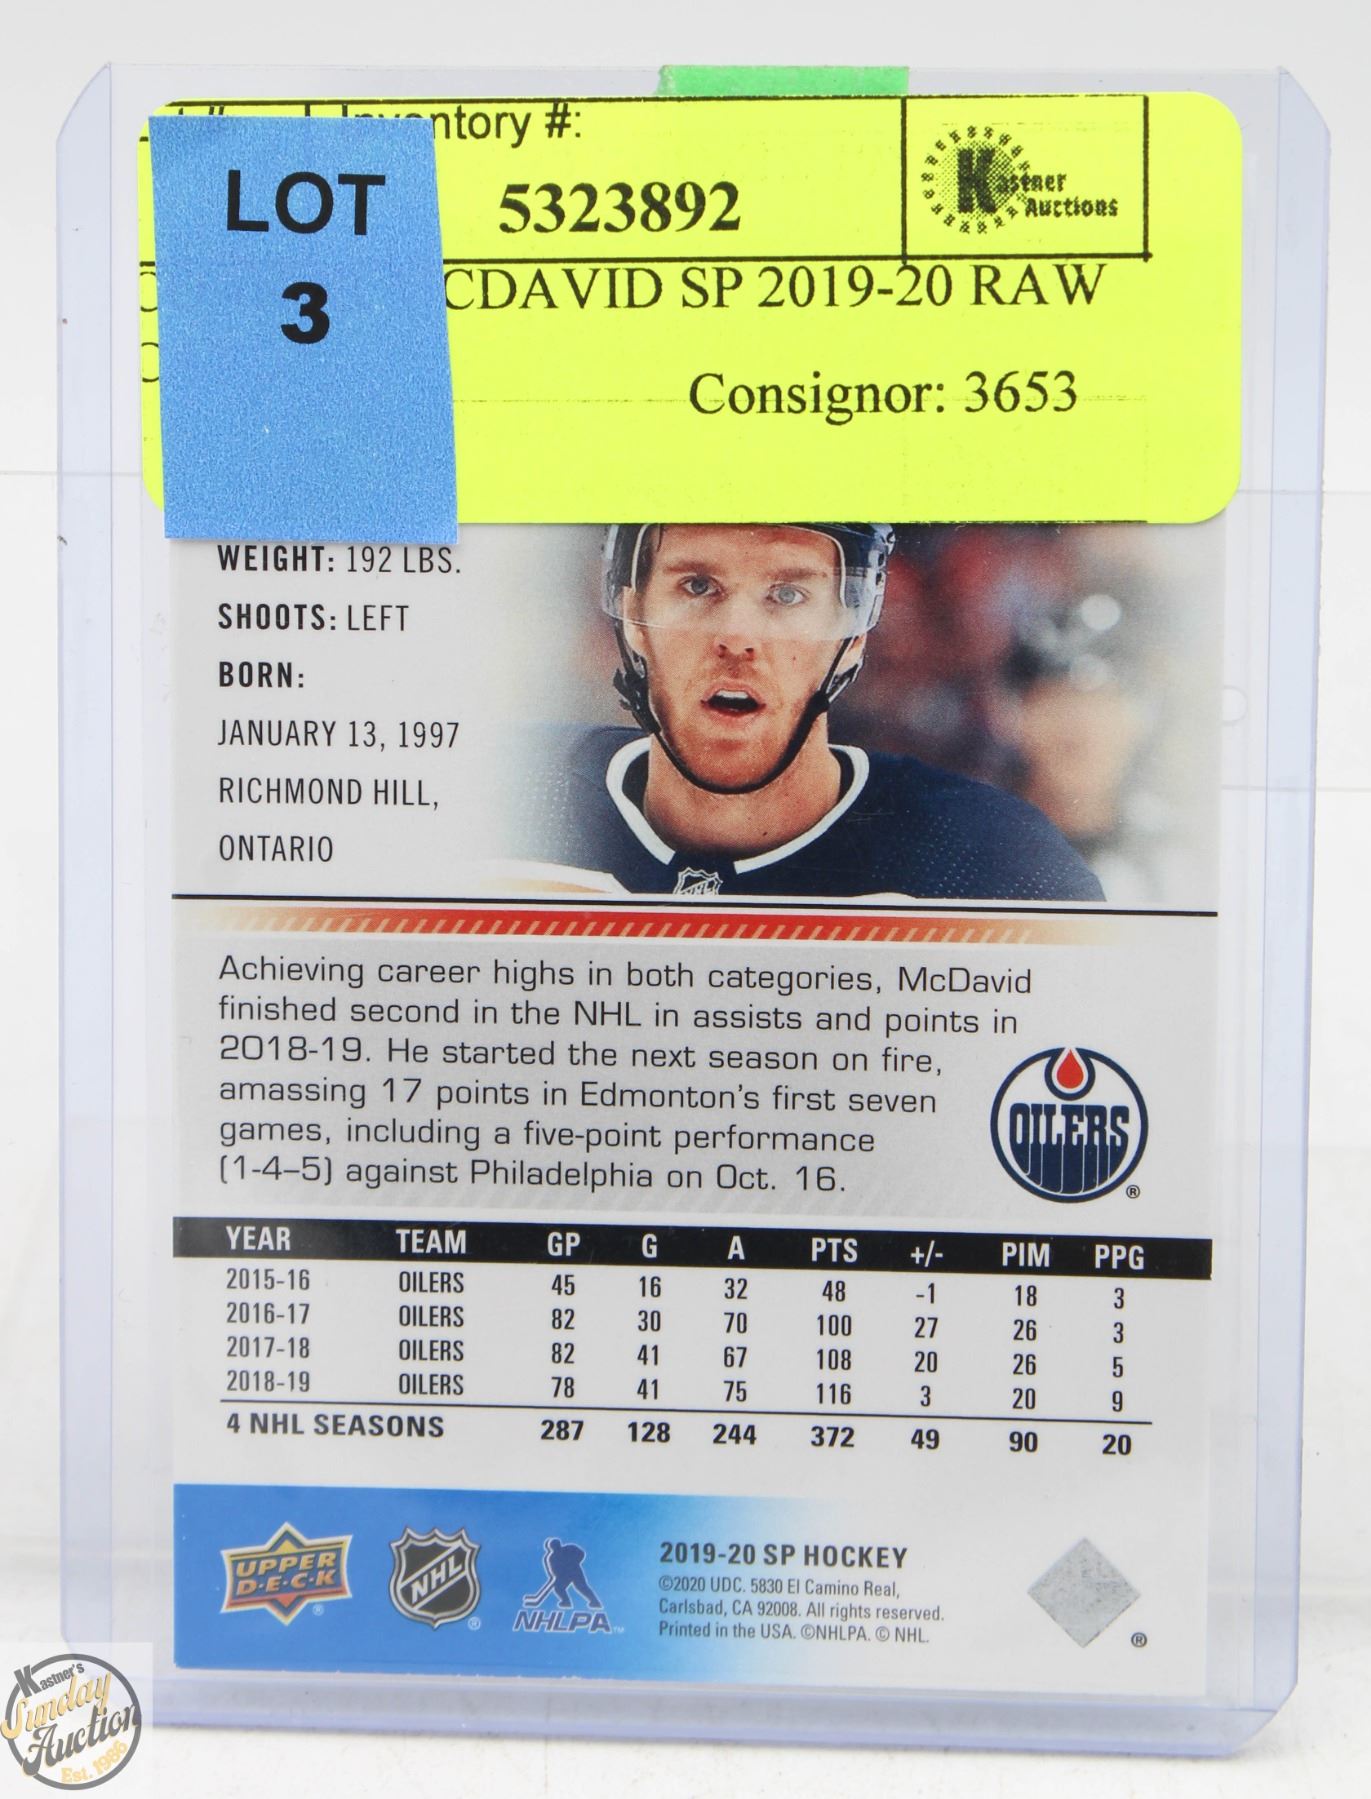 Inventory #:
LOT
3
5323892
Kastner
Auctions
CDAVID SP 2019-20 RAW
Consignor: 3653
WEIGHT: 192 LBS.
SHOOTS: LEFT
BORN:
JANUARY 13, 1997
RICHMOND HILL,
ONTARIO
NHL
Achieving career highs in both categories, McDavid
finished second in the NHL in assists and points in
2018-19. He started the next season on fire,
amassing 17 points in Edmonton's first seven
games, including a five-point performance
(1-4–5) against Philadelphia on Oct. 16.
OILERS
®
YEAR TEAM GP G A PTS +/- PIM PPG
2015-16 OILERS 45 16 32 48 -1 18 3
2016-17 OILERS 82 30 70 100 27 26 3
2017-18 OILERS 82 41 67 108 20 26 5
2018-19 OILERS 78 41 75 116 3 20 9
4 NHL SEASONS 287 128 244 372 49 90 20
UPPER
D·E·C·K
®
NHL
®
NHLPA™
2019-20 SP HOCKEY
©2020 UDC. 5830 El Camino Real,
Carlsbad, CA 92008. All rights reserved.
Printed in the USA. ©NHLPA. © NHL.
®
Kastner's
Sunday
Auction
Est. 1986